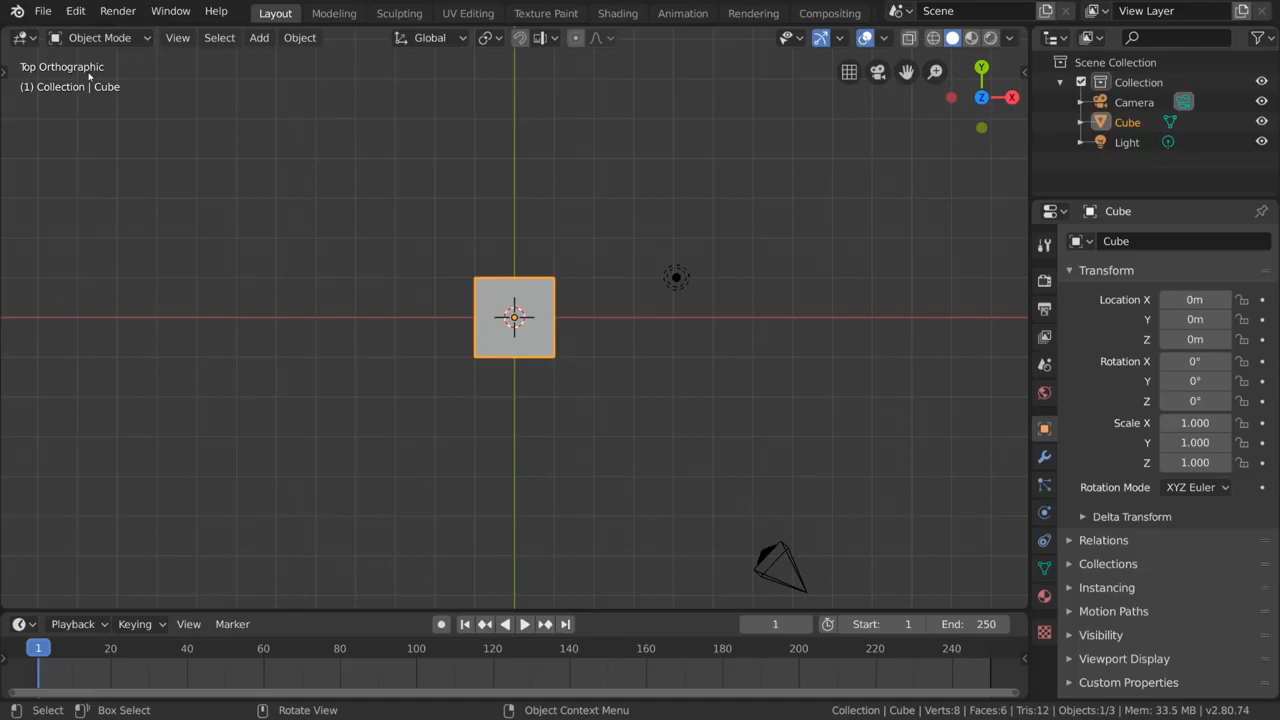 File Edit Render Window Help Layout Modeling Sculpting UV Editing Texture Paint Shading Animation Rendering Compositing Scene View Layer
Object Mode View Select Add Object Global
Top Orthographic
(1) Collection | Cube
Y
Z
X
Scene Collection
Collection
Camera
Cube
Light
Cube
Cube
Transform
Location X 0m
Y 0m
Z 0m
Rotation X 0°
Y 0°
Z 0°
Scale X 1.000
Y 1.000
Z 1.000
Rotation Mode XYZ Euler
Delta Transform
Relations
Collections
Instancing
Motion Paths
Visibility
Viewport Display
Custom Properties
Playback Keying View Marker 1 Start: 1 End: 250
1 20 40 60 80 100 120 140 160 180 200 220 240
Select Box Select Rotate View Object Context Menu Collection | Cube | Verts:8 | Faces:6 | Tris:12 | Objects:1/3 | Mem: 33.5 MB | v2.80.74